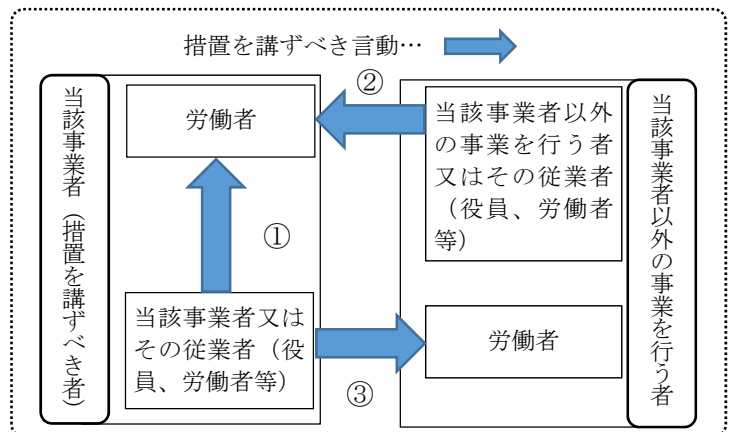 措置を講ずべき言動…
当該事業者（措置を講ずべき者）
労働者
①
当該事業者又は
その従業者（役
員、労働者等）
②
当該事業者以外
の事業を行う者
又はその従業者
（役員、労働者
等）
③
労働者
当該事業者以外の事業を行う者